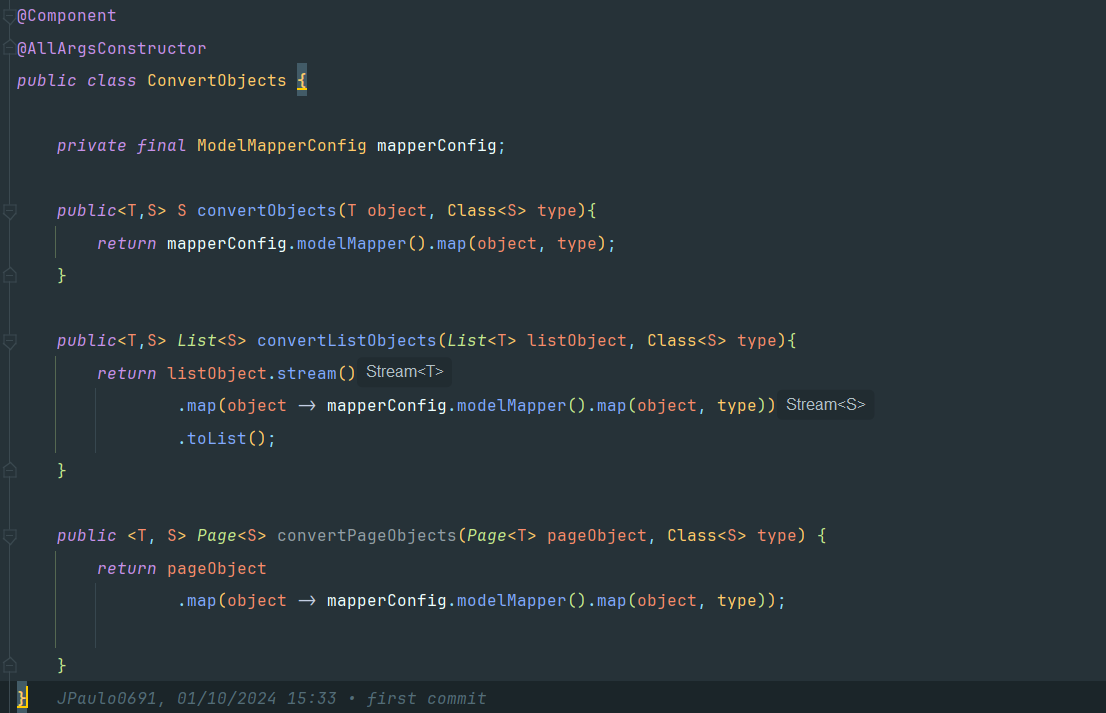 @Component
@AllArgsConstructor
public class ConvertObjects {
private final ModelMapperConfig mapperConfig;
public<T,S> S convertObjects(T object, Class<S> type){
return mapperConfig.modelMapper().map(object, type);
}
public<T,S> List<S> convertListObjects(List<T> listObject, Class<S> type){
return listObject.stream() Stream<T>
.map(object → mapperConfig.modelMapper().map(object, type)) Stream<S>
.toList();
}
public <T, S> Page<S> convertPageObjects(Page<T> pageObject, Class<S> type) {
return pageObject
.map(object → mapperConfig.modelMapper().map(object, type));
}
} JPaulo0691, 01/10/2024 15:33 • first commit